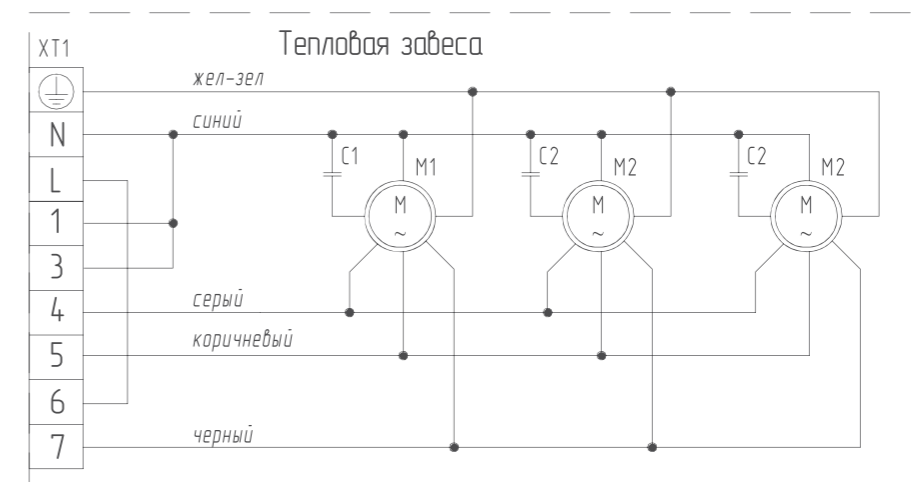 XT1
Тепловая завеса
жел-зел
N
синий
C1
M1
C2
M2
C2
M2
L
M
~
M
~
M
~
1
3
4
серый
5
коричневый
6
7
черный